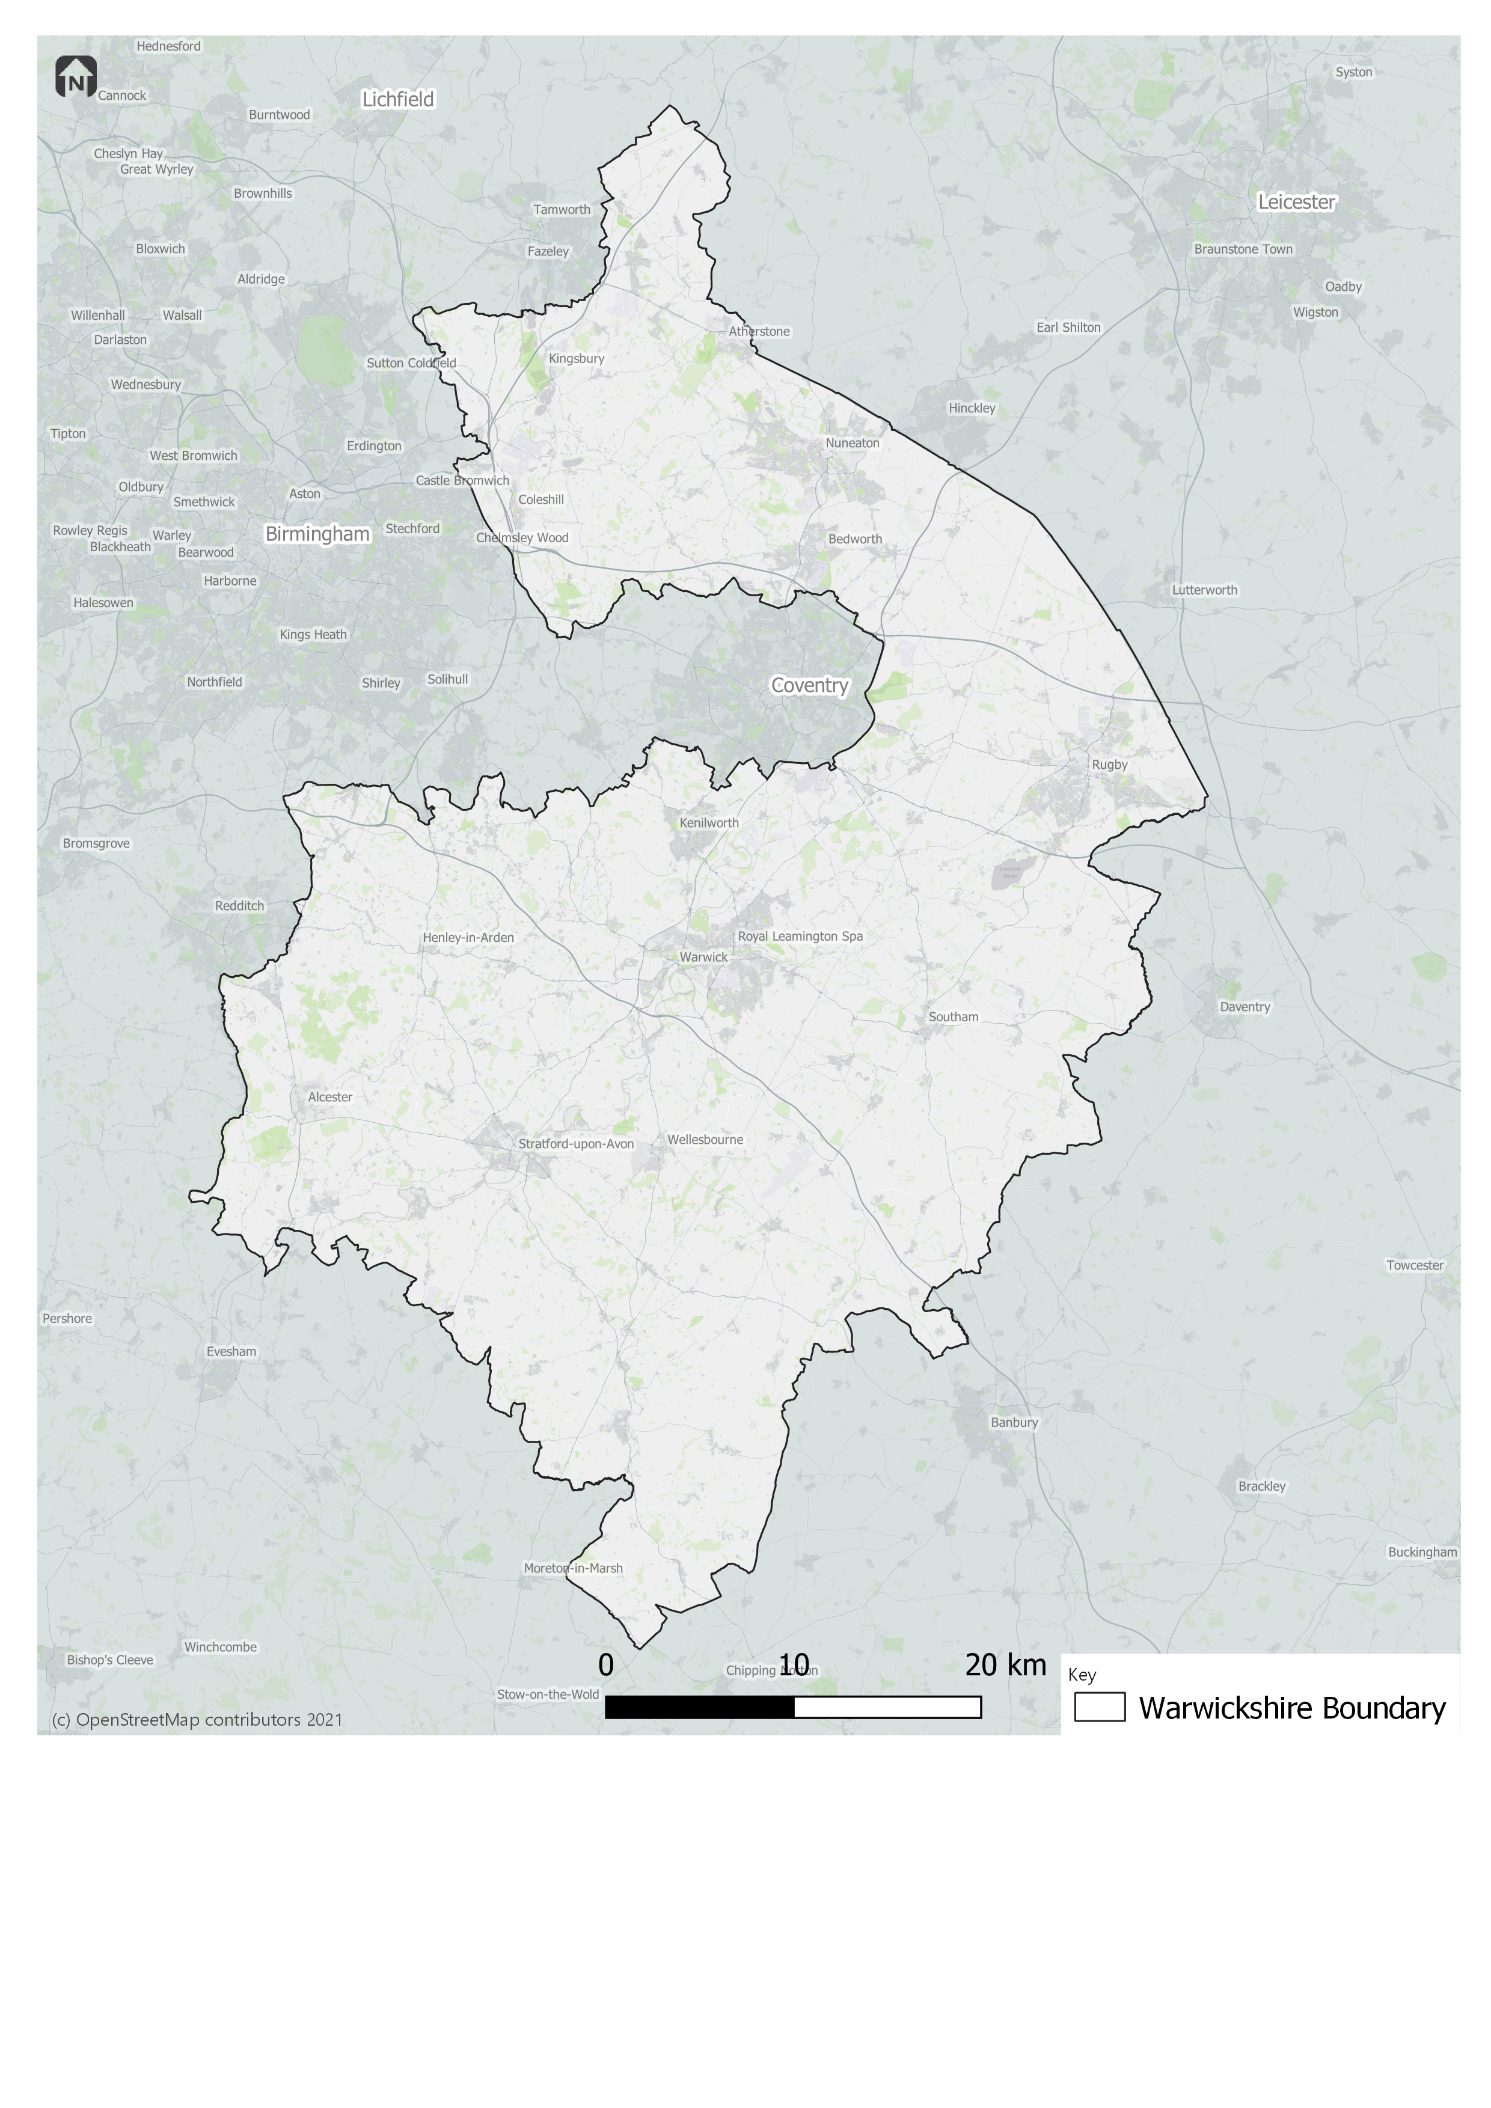 Hednesford
Lichfield
Syston
N
Cannock
Burntwood
Cheslyn Hay
Great Wyrley
Brownhills
Leicester
Tamworth
Bloxwich
Fazeley
Braunstone Town
Aldridge
Oadby
Willenhall
Walsall
Wigston
Darlaston
Atherstone
Earl Shilton
Sutton Coldfield
Kingsbury
Wednesbury
Hinckley
Tipton
Erdington
Nuneaton
West Bromwich
Castle Bromwich
Oldbury
Aston
Smethwick
Coleshill
Rowley Regis
Warley
Birmingham
Stechford
Chelmsley Wood
Bedworth
Blackheath
Bearwood
Harborne
Lutterworth
Halesowen
Kings Heath
Northfield
Shirley
Solihull
Coventry
Rugby
Kenilworth
Bromsgrove
Redditch
Henley-in-Arden
Royal Leamington Spa
Warwick
Daventry
Southam
Alcester
Stratford-upon-Avon
Wellesbourne
Towcester
Pershore
Evesham
Banbury
Brackley
Buckingham
Moreton-in-Marsh
Winchcombe
Bishop's Cleeve
Chipping Norton
0 10 20 km
Stow-on-the-Wold
Key
Warwickshire Boundary
(c) OpenStreetMap contributors 2021